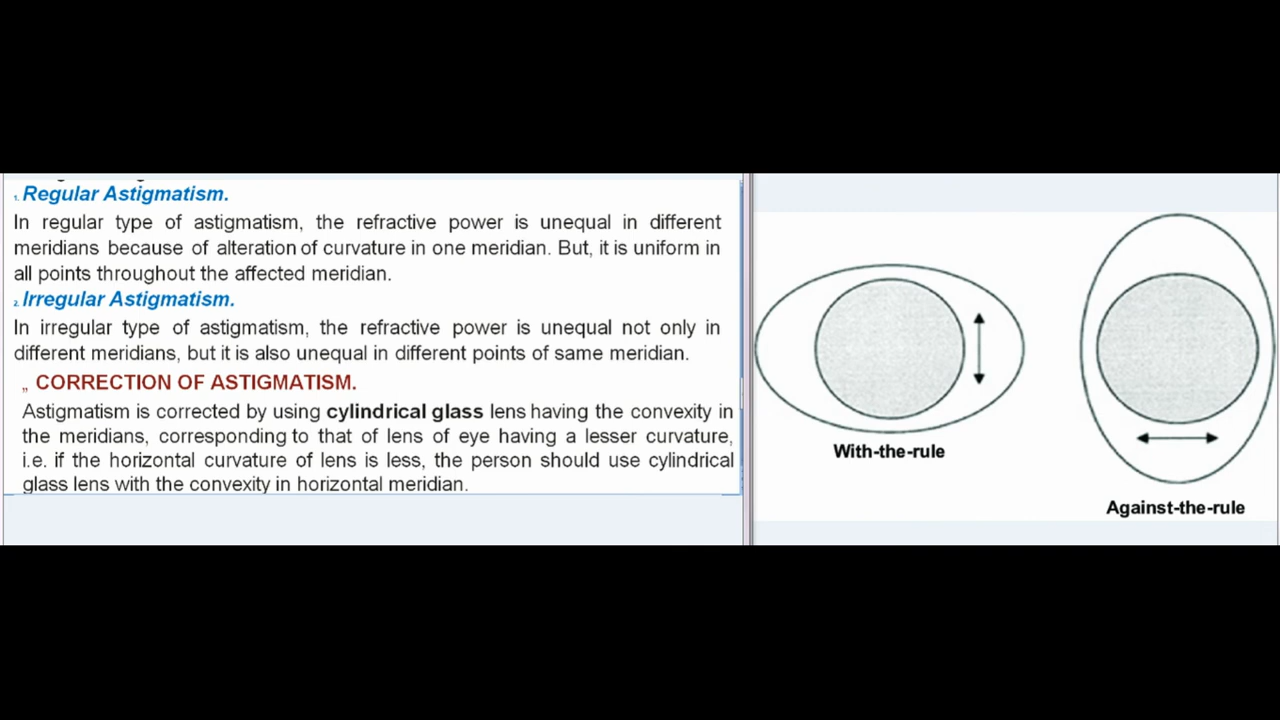 1. Regular Astigmatism.
In regular type of astigmatism, the refractive power is unequal in different
meridians because of alteration of curvature in one meridian. But, it is uniform in
all points throughout the affected meridian.
2. Irregular Astigmatism.
In irregular type of astigmatism, the refractive power is unequal not only in
different meridians, but it is also unequal in different points of same meridian.
„ CORRECTION OF ASTIGMATISM.
Astigmatism is corrected by using cylindrical glass lens having the convexity in
the meridians, corresponding to that of lens of eye having a lesser curvature,
i.e. if the horizontal curvature of lens is less, the person should use cylindrical
glass lens with the convexity in horizontal meridian.
With-the-rule
Against-the-rule